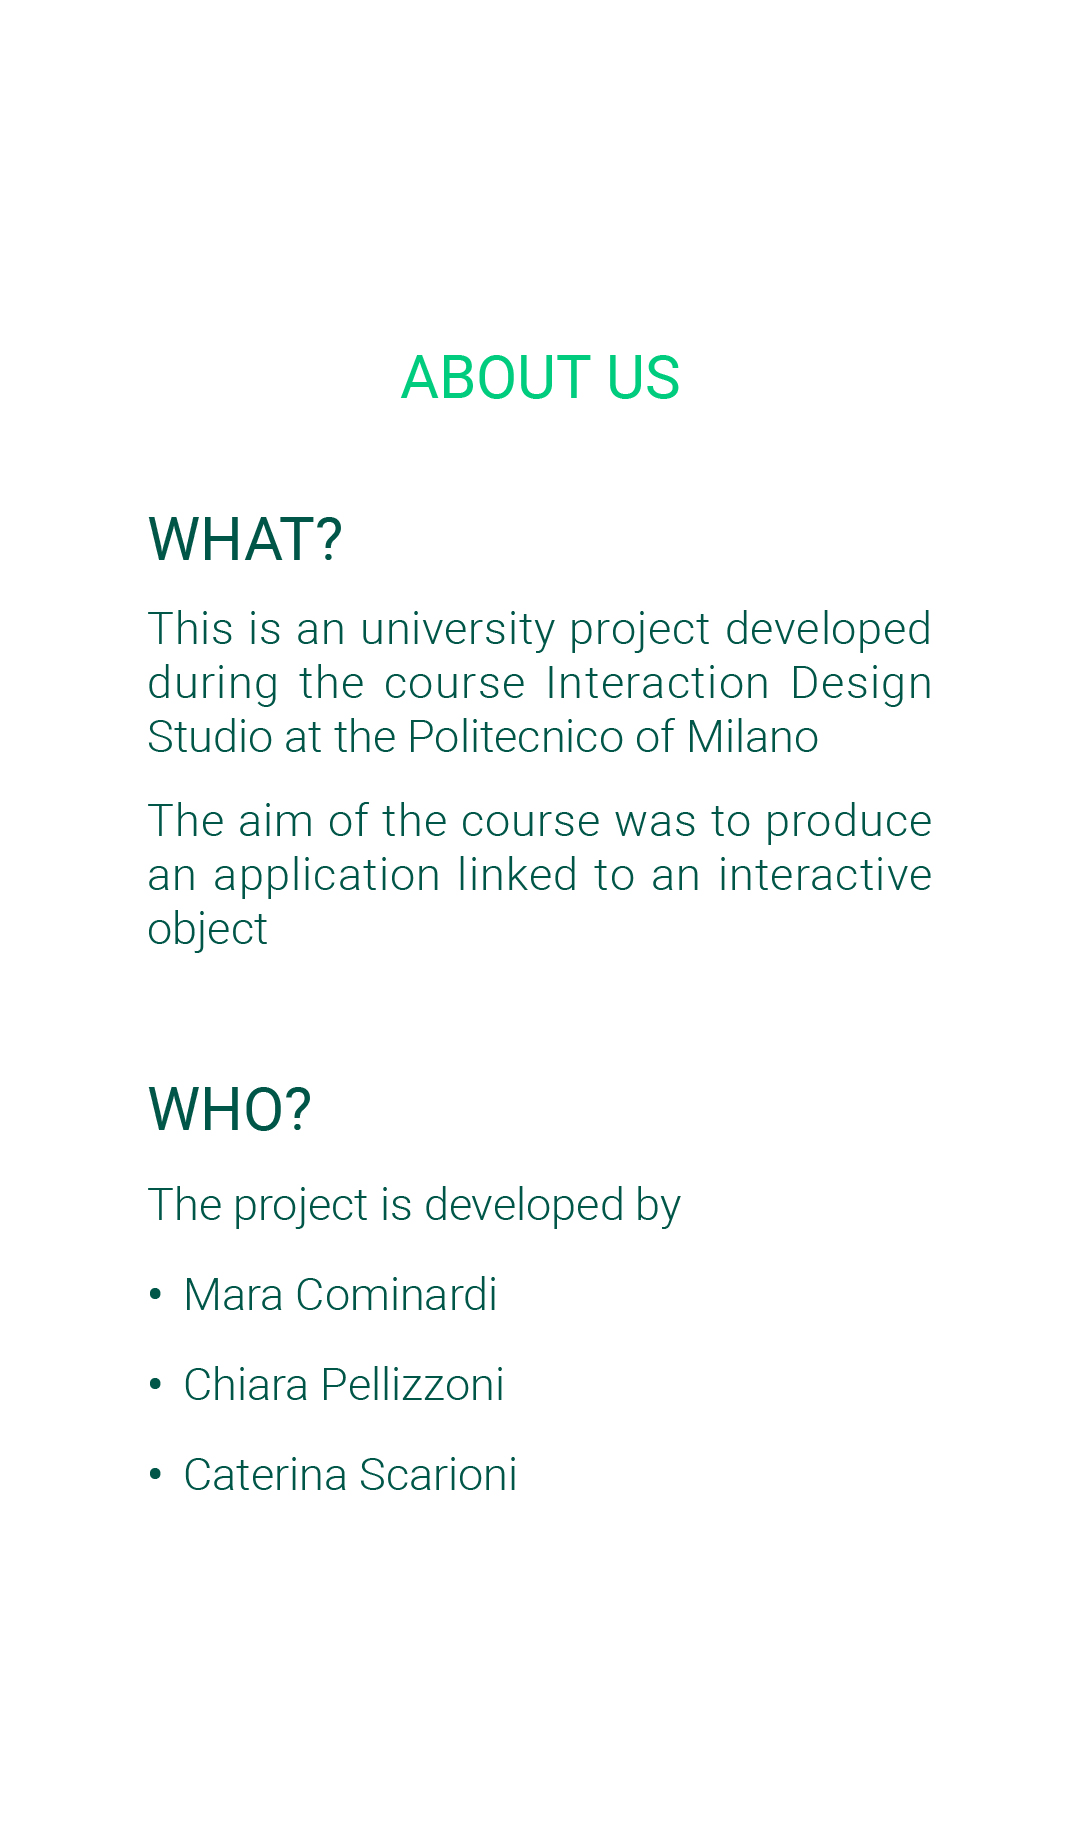 ABOUT US
WHAT?
This is an university project developed
during the course Interaction Design
Studio at the Politecnico of Milano
The aim of the course was to produce
an application linked to an interactive
object
WHO?
The project is developed by
• Mara Cominardi
• Chiara Pellizzoni
• Caterina Scarioni